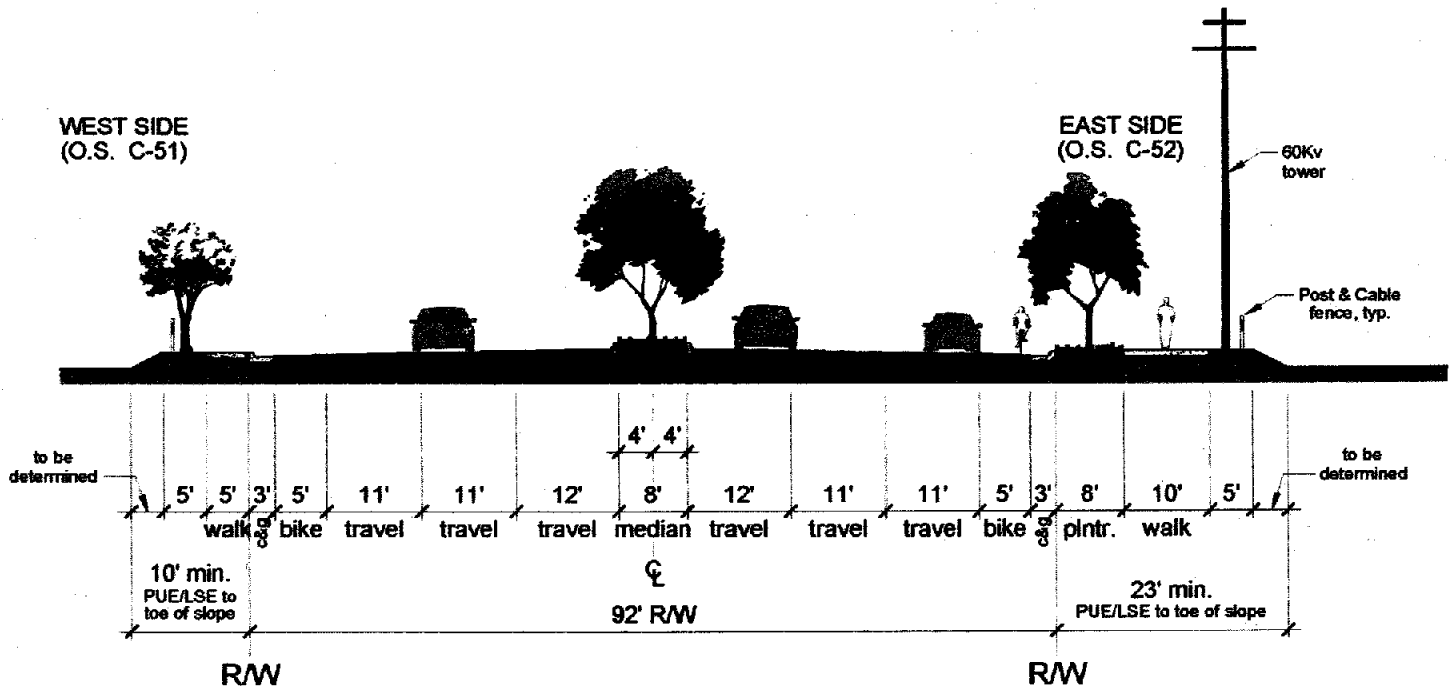 WEST SIDE
(O.S. C-51)
EAST SIDE
(O.S. C-52)
60Kv
tower
Post & Cable
fence, typ.
to be
determined
4' 4'
to be
determined
5' 5' 3' 5' 11' 11' 12' 8' 12' 11' 11' 5' 3' 8' 10' 5'
walk c&g bike travel travel travel median travel travel travel bike c&g plntr. walk
10' min.
PUE/LSE to
toe of slope
CL
92' R/W
23' min.
PUE/LSE to toe of slope
R/W
R/W